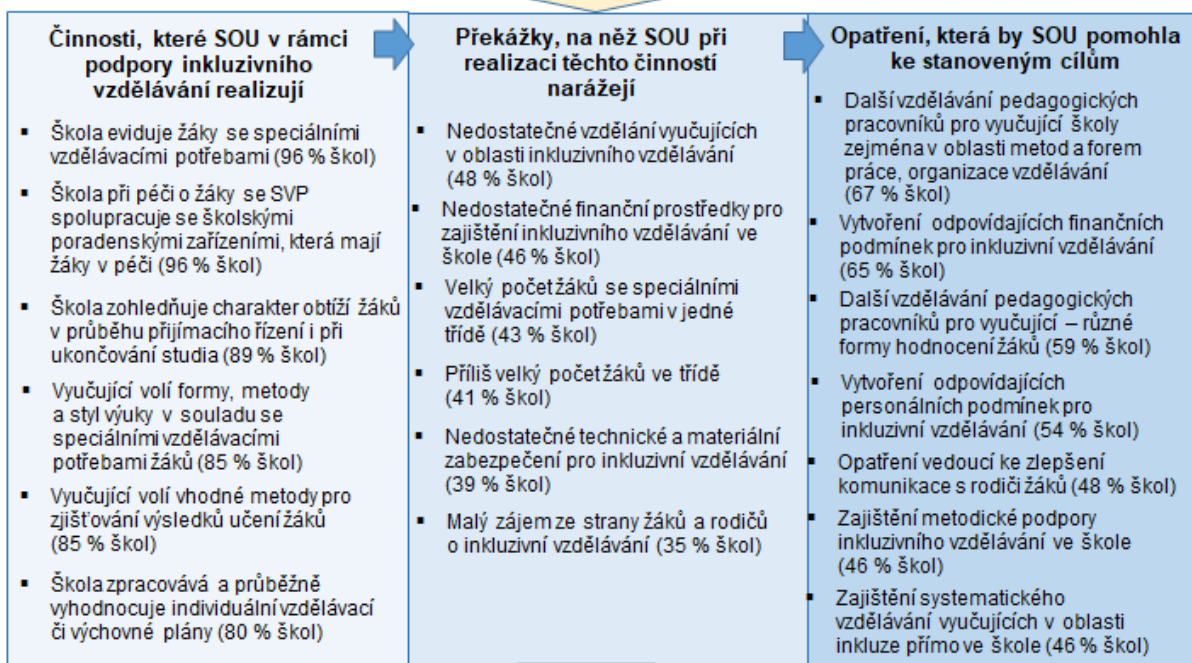 Činnosti, které SOU v rámci
podpory inkluzivního
vzdělávání realizují
▪ Škola eviduje žáky se speciálními
vzdělávacími potřebami (96 % škol)
▪ Škola při péči o žáky se SVP
spolupracuje se školskými
poradenskými zařízeními, která mají
žáky v péči (96 % škol)
▪ Škola zohledňuje charakter obtíží žáků
v průběhu přijímacího řízení i při
ukončování studia (89 % škol)
▪ Vyučující volí formy, metody
a styl výuky v souladu se
speciálními vzdělávacími
potřebami žáků (85 % škol)
▪ Vyučující volí vhodné metody pro
zjišťování výsledků učení žáků
(85 % škol)
▪ Škola zpracovává a průběžně
vyhodnocuje individuální vzdělávací
či výchovné plány (80 % škol)
Překážky, na něž SOU při
realizaci těchto činností
narážejí
▪ Nedostatečné vzdělání vyučujících
v oblasti inkluzivního vzdělávání
(48 % škol)
▪ Nedostatečné finanční prostředky pro
zajištění inkluzivního vzdělávání ve
škole (46 % škol)
▪ Velký počet žáků se speciálními
vzdělávacími potřebami v jedné
třídě (43 % škol)
▪ Příliš velký počet žáků ve třídě
(41 % škol)
▪ Nedostatečné technické a materiální
zabezpečení pro inkluzivní vzdělávání
(39 % škol)
▪ Malý zájem ze strany žáků a rodičů
o inkluzivní vzdělávání (35 % škol)
Opatření, která by SOU pomohla
ke stanoveným cílům
▪ Další vzdělávání pedagogických
pracovníků pro vyučující školy
zejména v oblasti metod a forem
práce, organizace vzdělávání
(67 % škol)
▪ Vytvoření odpovídajících finančních
podmínek pro inkluzivní vzdělávání
(65 % škol)
▪ Další vzdělávání pedagogických
pracovníků pro vyučující – různé
formy hodnocení žáků (59 % škol)
▪ Vytvoření odpovídajících
personálních podmínek pro
inkluzivní vzdělávání (54 % škol)
▪ Opatření vedoucí ke zlepšení
komunikace s rodiči žáků (48 % škol)
▪ Zajištění metodické podpory
inkluzivního vzdělávání ve škole
(46 % škol)
▪ Zajištění systematického
vzdělávání vyučujících v oblasti
inkluze přímo ve škole (46 % škol)